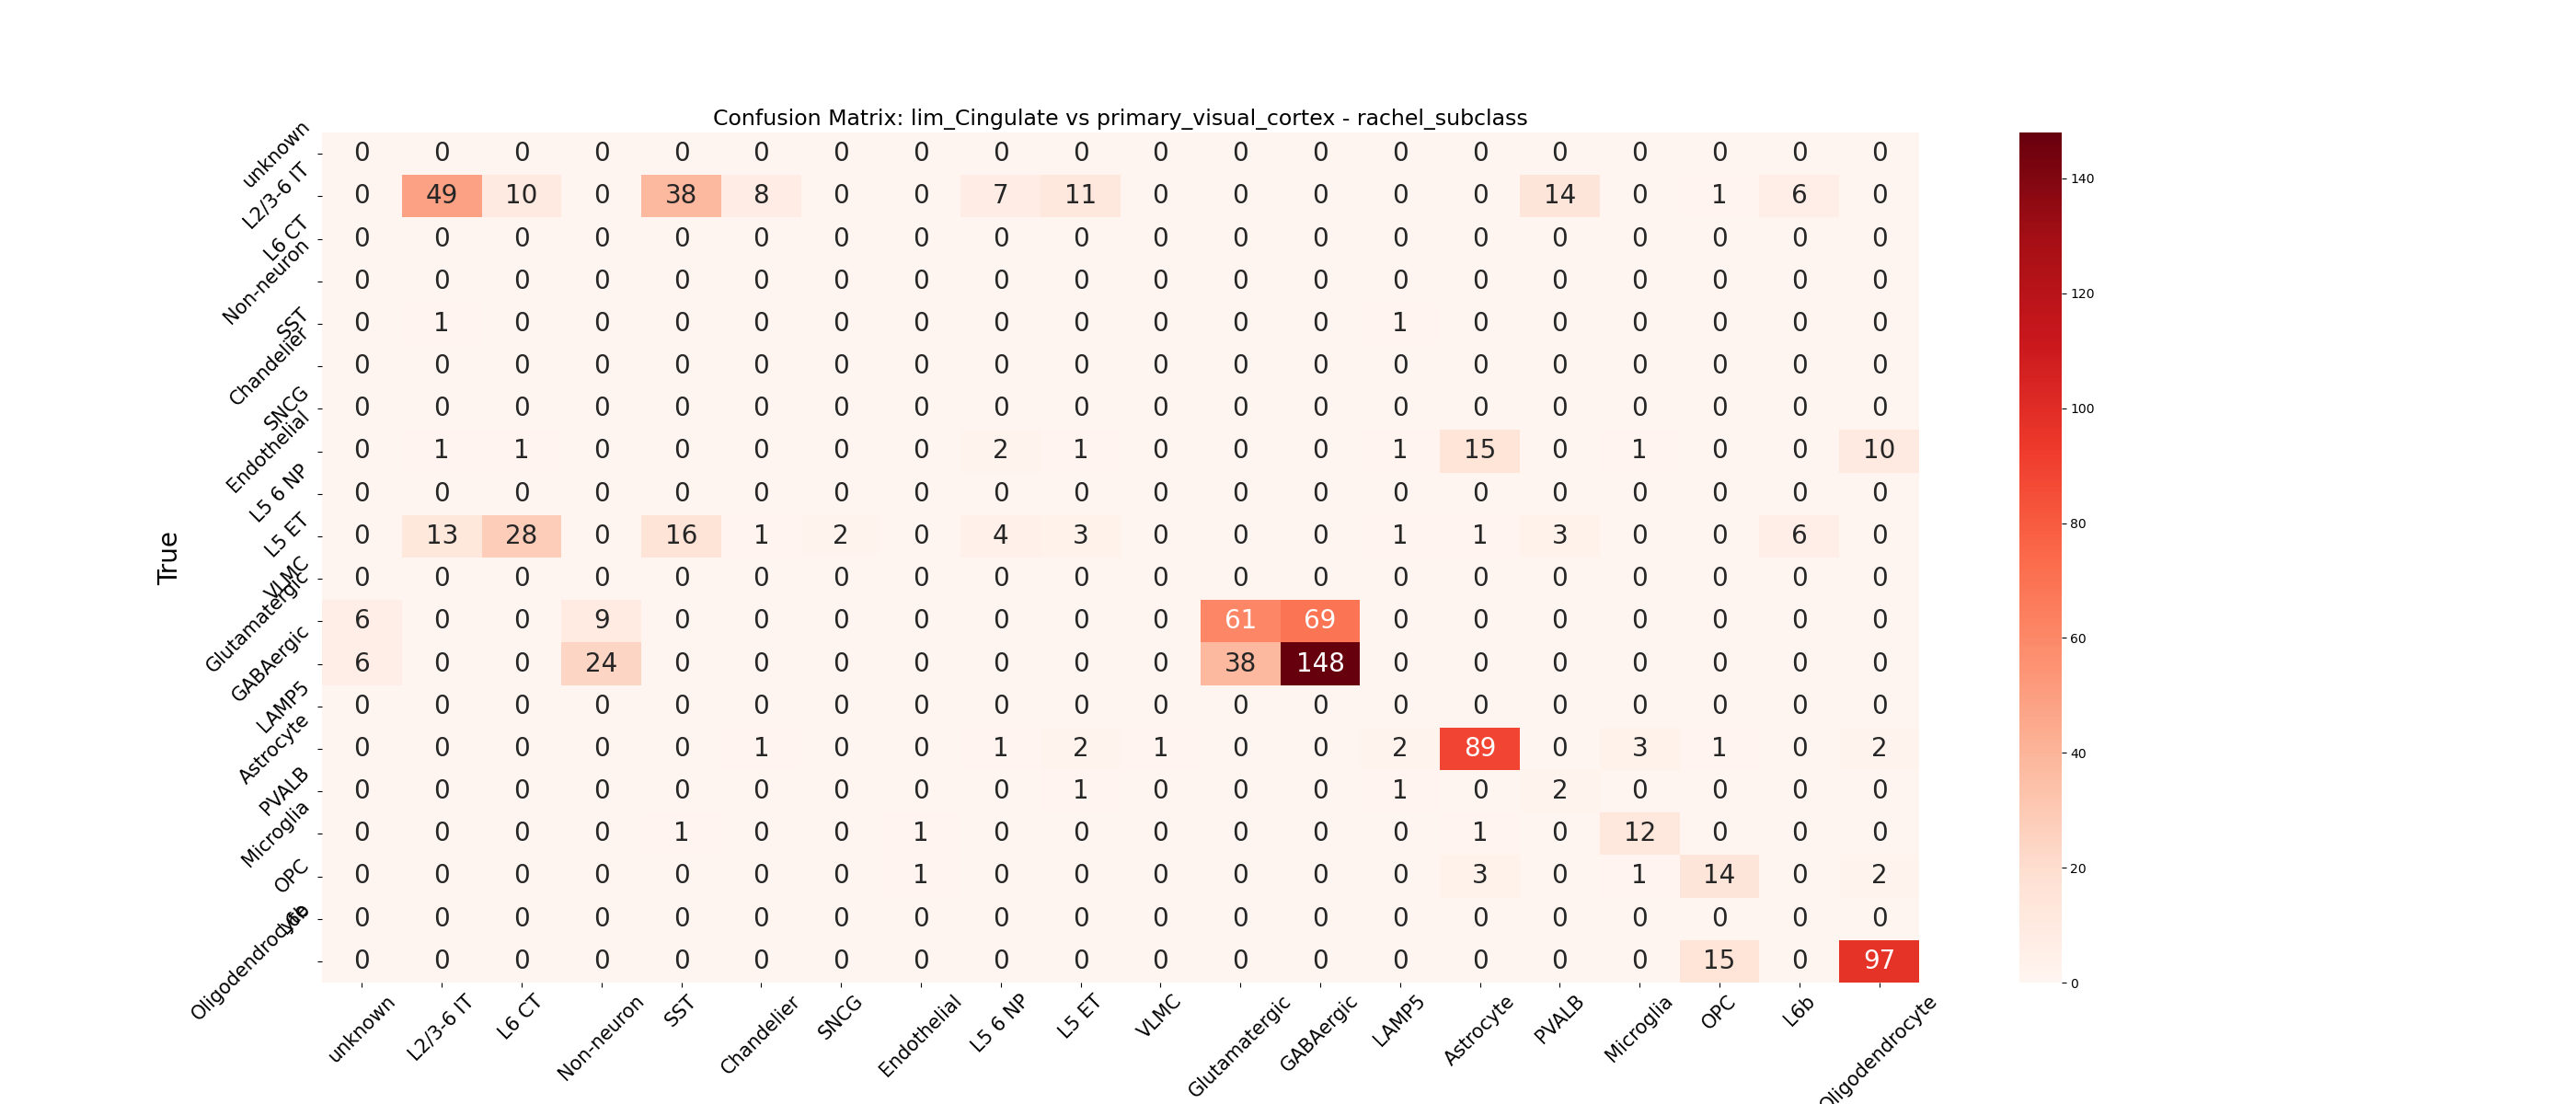 Confusion Matrix: lim_Cingulate vs primary_visual_cortex - rachel_subclass
True
unknown 0 0 0 0 0 0 0 0 0 0 0 0 0 0 0 0 0 0 0 0
L2/3-6 IT 0 49 10 0 38 8 0 0 7 11 0 0 0 0 0 14 0 1 6 0
L6 CT 0 0 0 0 0 0 0 0 0 0 0 0 0 0 0 0 0 0 0 0
Non-neuron 0 0 0 0 0 0 0 0 0 0 0 0 0 0 0 0 0 0 0 0
SST 0 1 0 0 0 0 0 0 0 0 0 0 0 1 0 0 0 0 0 0
Chandelier 0 0 0 0 0 0 0 0 0 0 0 0 0 0 0 0 0 0 0 0
SNCG 0 0 0 0 0 0 0 0 0 0 0 0 0 0 0 0 0 0 0 0
Endothelial 0 1 1 0 0 0 0 0 2 1 0 0 0 1 15 0 1 0 0 10
L5 6 NP 0 0 0 0 0 0 0 0 0 0 0 0 0 0 0 0 0 0 0 0
L5 ET 0 13 28 0 16 1 2 0 4 3 0 0 0 1 1 3 0 0 6 0
VLMC 0 0 0 0 0 0 0 0 0 0 0 0 0 0 0 0 0 0 0 0
Glutamatergic 6 0 0 9 0 0 0 0 0 0 0 61 69 0 0 0 0 0 0 0
GABAergic 6 0 0 24 0 0 0 0 0 0 0 38 148 0 0 0 0 0 0 0
LAMP5 0 0 0 0 0 0 0 0 0 0 0 0 0 0 0 0 0 0 0 0
Astrocyte 0 0 0 0 0 1 0 0 1 2 1 0 0 2 89 0 3 1 0 2
PVALB 0 0 0 0 0 0 0 0 0 1 0 0 0 1 0 2 0 0 0 0
Microglia 0 0 0 0 1 0 0 1 0 0 0 0 0 0 1 0 12 0 0 0
OPC 0 0 0 0 0 0 0 1 0 0 0 0 0 0 3 0 1 14 0 2
L6b 0 0 0 0 0 0 0 0 0 0 0 0 0 0 0 0 0 0 0 0
Oligodendrocyte 0 0 0 0 0 0 0 0 0 0 0 0 0 0 0 0 0 15 0 97
unknown L2/3-6 IT L6 CT Non-neuron SST Chandelier SNCG Endothelial L5 6 NP L5 ET VLMC Glutamatergic GABAergic LAMP5 Astrocyte PVALB Microglia OPC L6b Oligodendrocyte
140
120
100
80
60
40
20
0